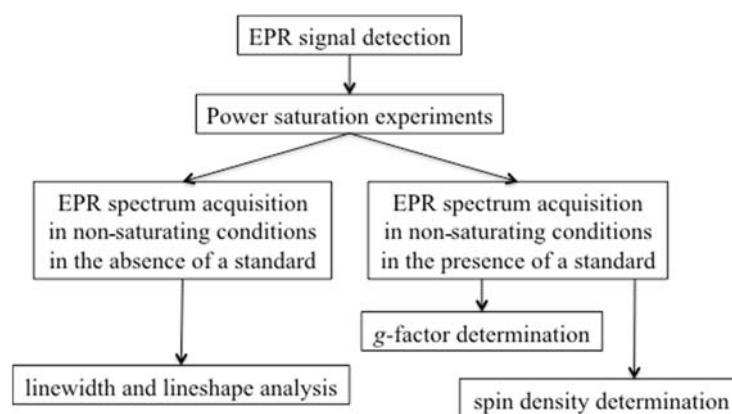 EPR signal detection
Power saturation experiments
EPR spectrum acquisition
in non-saturating conditions
in the absence of a standard
EPR spectrum acquisition
in non-saturating conditions
in the presence of a standard
g-factor determination
linewidth and lineshape analysis
spin density determination